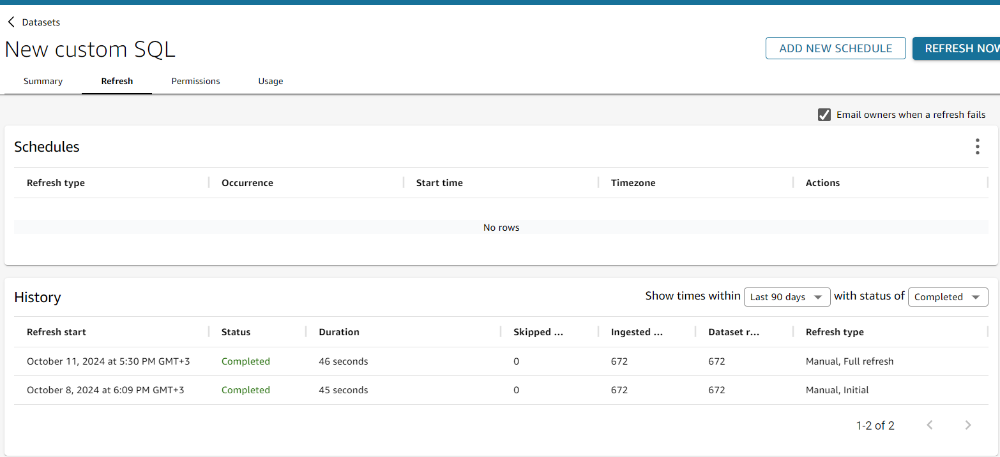 Datasets
New custom SQL
ADD NEW SCHEDULE
REFRESH NOW
Summary Refresh Permissions Usage
Email owners when a refresh fails
Schedules
Refresh type Occurrence Start time Timezone Actions
No rows
History Show times within Last 90 days with status of Completed
Refresh start Status Duration Skipped ... Ingested ... Dataset r... Refresh type
October 11, 2024 at 5:30 PM GMT+3 Completed 46 seconds 0 672 672 Manual, Full refresh
October 8, 2024 at 6:09 PM GMT+3 Completed 45 seconds 0 672 672 Manual, Initial
1-2 of 2